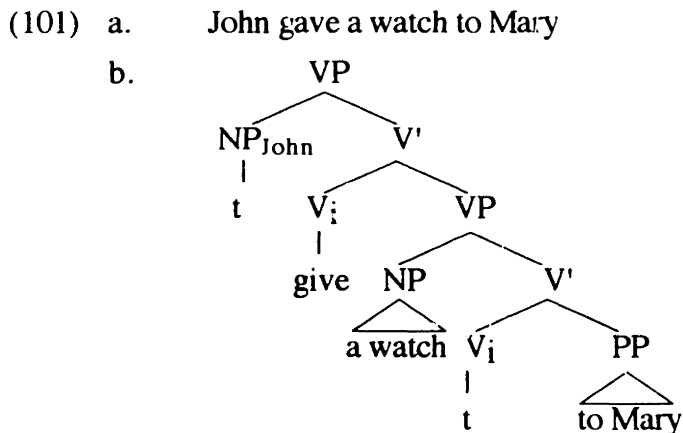 (101) a. John gave a watch to Mary
b. VP
NP_John V'
t V_i VP
give NP V'
a watch V_i PP
t to Mary